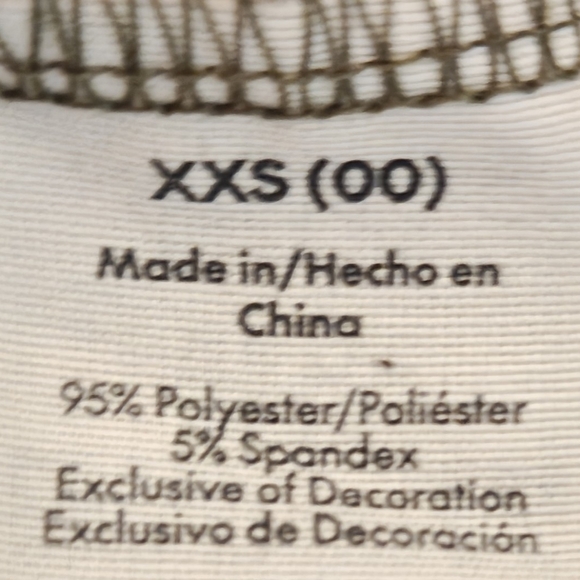 XXS (00)
Made in/Hecho en
China
95% Polyester/Poliéster
5% Spandex
Exclusive of Decoration
Exclusivo de Decoración